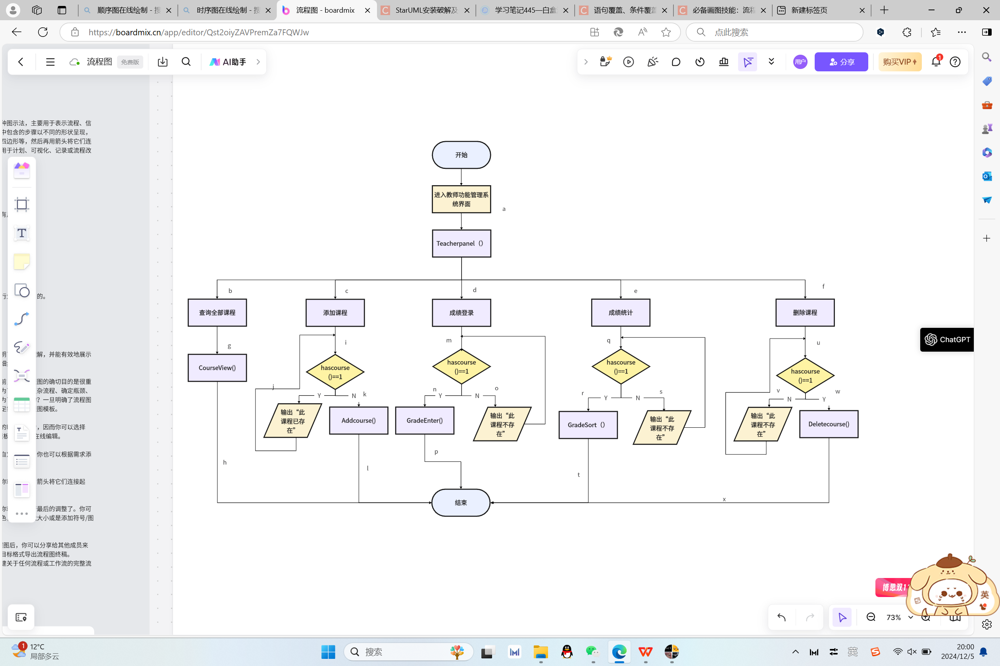 顺序图在线绘制 - 搜
时序图在线绘制 - 搜
流程图 - boardmix
StarUML安装破解及
学习笔记445—白盒
语句覆盖、条件覆盖
必备画图技能：流程
新建标签页
https://boardmix.cn/app/editor/Qst2oiyZAVPremZa7FQWJw
点此搜索
流程图
免费版
AI助手
用户
分享
购买VIP
1
种图示法，主要用于表示流程、信
中包含的步骤以不同的形状呈现，
四边形等，然后再用箭头将它们连
用于计划、可视化、记录或流程改
的。
解，并能有效地展示
图的确切目的是很重
杂流程、确定瓶颈、
？一旦明确了流程图
图模板。
，因而你可以选择
在线编辑。
你也可以根据需求添
箭头将它们连接起
最后的调整了。你可
大小或是添加符号/图
图后，你可以分享给其他成员来
目标格式导出流程图终稿。
建关于任何流程或工作流的完整流
开始
进入教师功能管理系
统界面
a
Teacherpanel（）
b
c
d
e
f
查询全部课程
添加课程
成绩登录
成绩统计
删除课程
g
i
m
q
u
CourseView()
hascourse
()==1
hascourse
()==1
hascourse
()==1
hascourse
()==1
j
Y
N
k
n
Y
N
o
r
Y
N
s
v
N
Y
w
输出“此
课程已存
在”
Addcourse()
GradeEnter()
输出“此
课程不存
在”
GradeSort（）
输出“此
课程不存
在”
输出“此
课程不存
在”
Deletecourse()
h
l
p
t
x
结束
ChatGPT
博思双1
英
73%
1
12°C
局部多云
搜索
英
20:00
2024/12/5